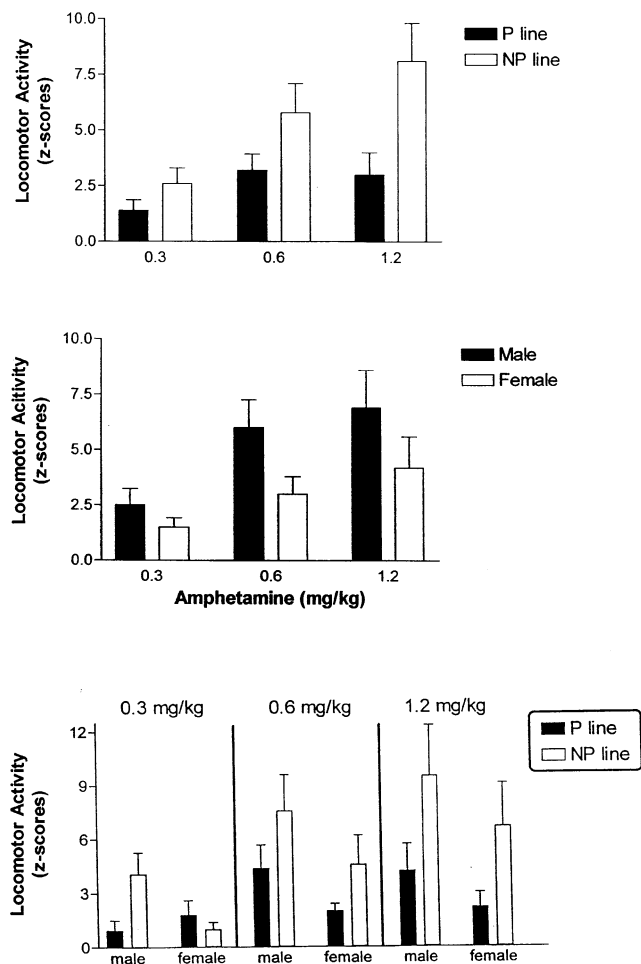 10.0
7.5
5.0
2.5
0.0
Locomotor Activity
(z-scores)
P line
NP line
0.3 0.6 1.2
10.0
7.5
5.0
2.5
0.0
Locomotor Acitivity
(z-scores)
Male
Female
0.3 0.6 1.2
Amphetamine (mg/kg)
0.3 mg/kg 0.6 mg/kg 1.2 mg/kg
12
9
6
3
0
Locomotor Activity
(z-scores)
P line
NP line
male female male female male female